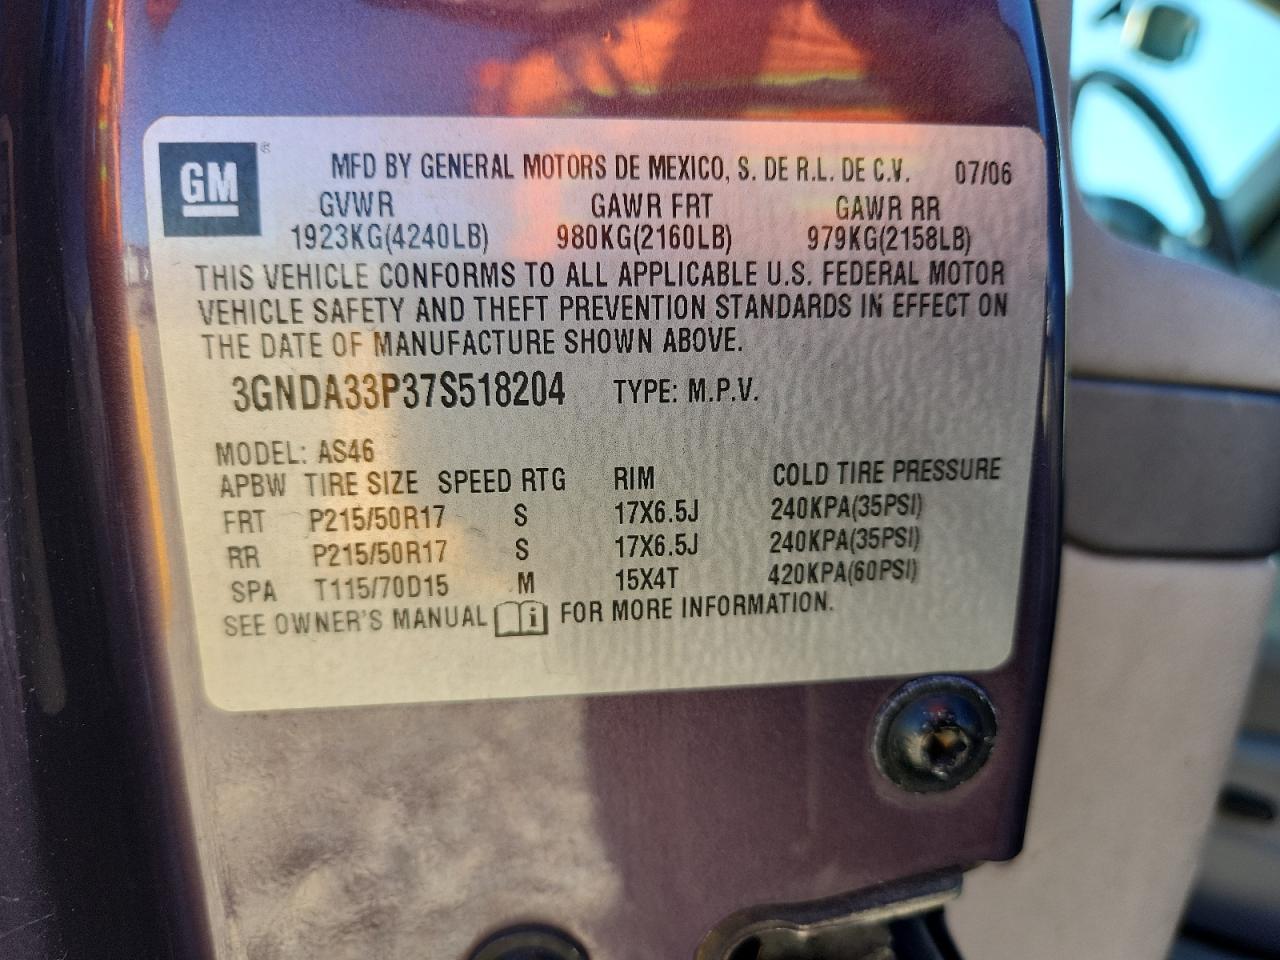 GM ® MFD BY GENERAL MOTORS DE MEXICO, S. DE R.L. DE C.V. 07/06
GVWR GAWR FRT GAWR RR
1923KG(4240LB) 980KG(2160LB) 979KG(2158LB)
THIS VEHICLE CONFORMS TO ALL APPLICABLE U.S. FEDERAL MOTOR
VEHICLE SAFETY AND THEFT PREVENTION STANDARDS IN EFFECT ON
THE DATE OF MANUFACTURE SHOWN ABOVE.
3GNDA33P37S518204 TYPE: M.P.V.
MODEL: AS46
APBW TIRE SIZE SPEED RTG RIM COLD TIRE PRESSURE
FRT P215/50R17 S 17X6.5J 240KPA(35PSI)
RR P215/50R17 S 17X6.5J 240KPA(35PSI)
SPA T115/70D15 M 15X4T 420KPA(60PSI)
SEE OWNER'S MANUAL i FOR MORE INFORMATION.